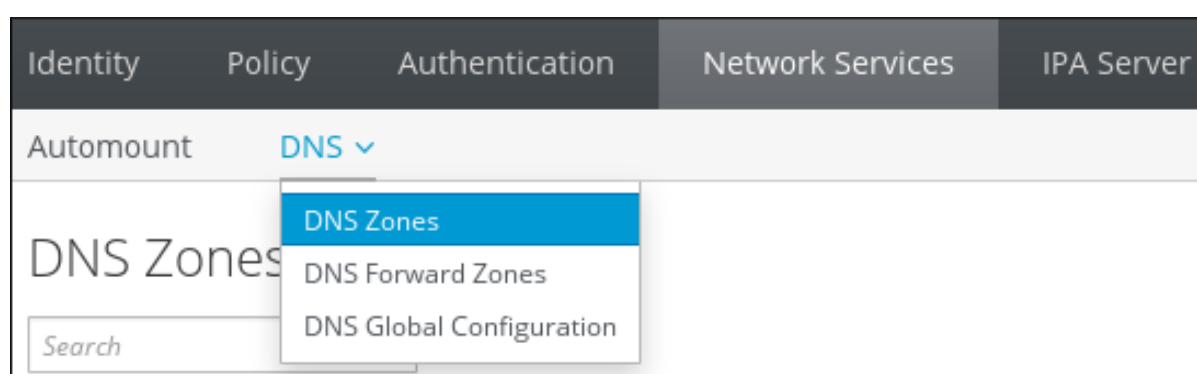 Identity Policy Authentication Network Services IPA Server
Automount DNS
DNS Zones
DNS Zones
DNS Forward Zones
DNS Global Configuration
Search